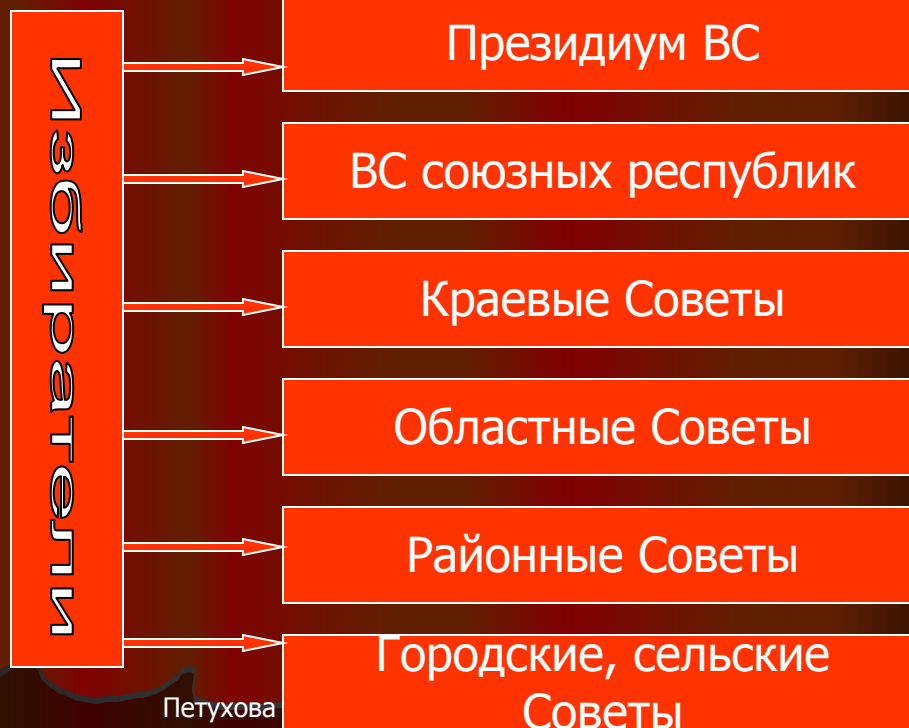 Избиратели
Президиум ВС
ВС союзных республик
Краевые Советы
Областные Советы
Районные Советы
Городские, сельские
Советы
Петухова